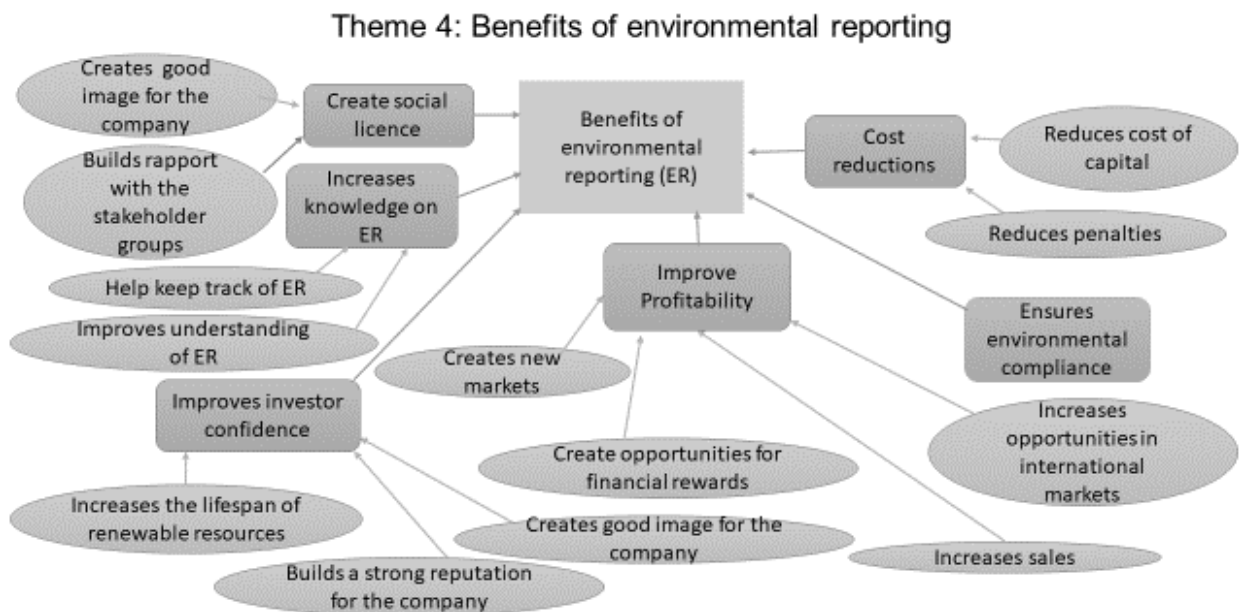 Theme 4: Benefits of environmental reporting
Creates good
image for the
company
Create social
licence
Builds rapport
with the
stakeholder
groups
Increases
knowledge on
ER
Help keep track of ER
Improves understanding
of ER
Improves investor
confidence
Increases the lifespan of
renewable resources
Builds a strong reputation
for the company
Creates good image for the
company
Benefits of
environmental
reporting (ER)
Improve
Profitability
Creates new
markets
Create opportunities for
financial rewards
Increases sales
Increases
opportunities in
international
markets
Cost
reductions
Reduces cost of
capital
Reduces penalties
Ensures
environmental
compliance